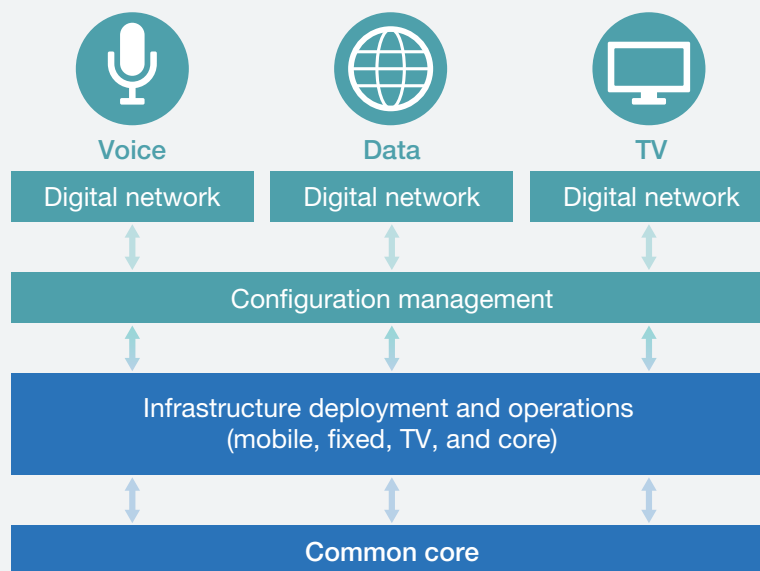 Voice
Data
TV
Digital network
Digital network
Digital network
Configuration management
Infrastructure deployment and operations
(mobile, fixed, TV, and core)
Common core